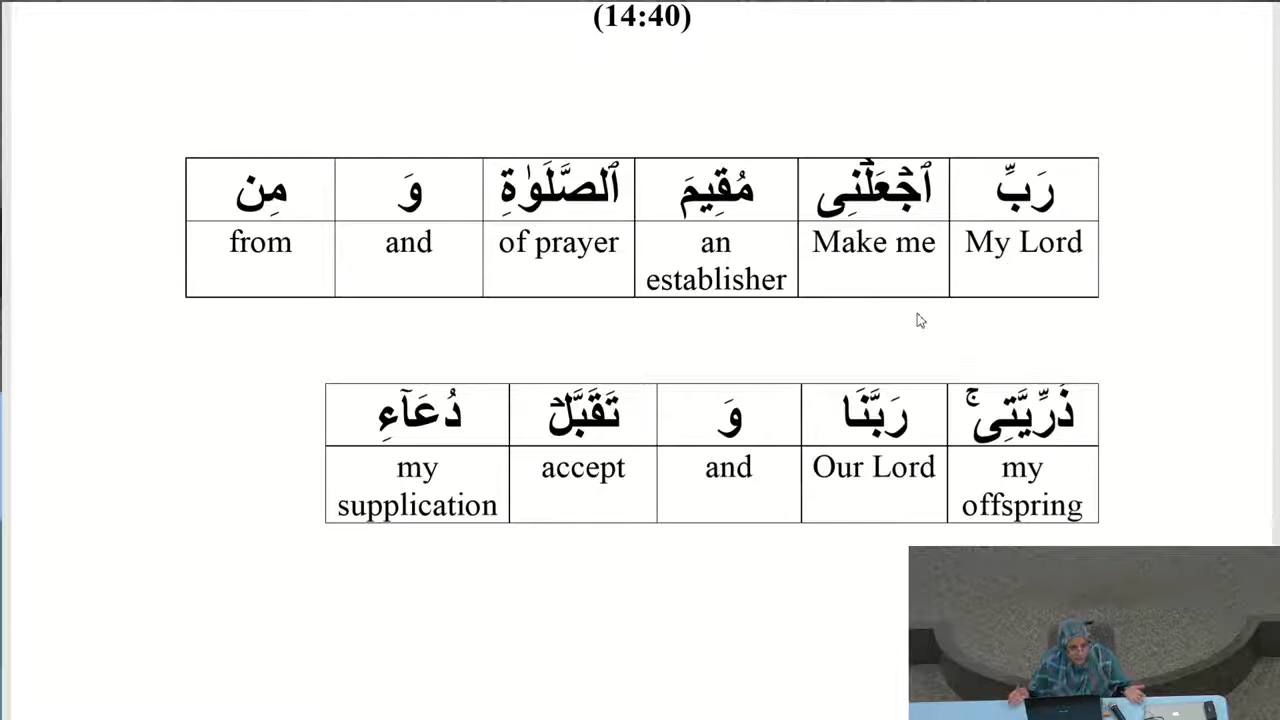 (14:40)
رَبِّ ٱجْعَلْنِى مُقِيمَ ٱلصَّلَوٰةِ وَ مِن
My Lord Make me an establisher of prayer and from
ذُرِّيَّتِى ۚ رَبَّنَا وَ تَقَبَّلْ دُعَآءِ
my offspring Our Lord and accept my supplication